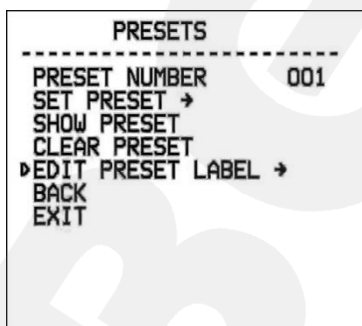 PRESETS
------------------------
PRESET NUMBER 001
SET PRESET →
SHOW PRESET
CLEAR PRESET
▷EDIT PRESET LABEL →
BACK
EXIT